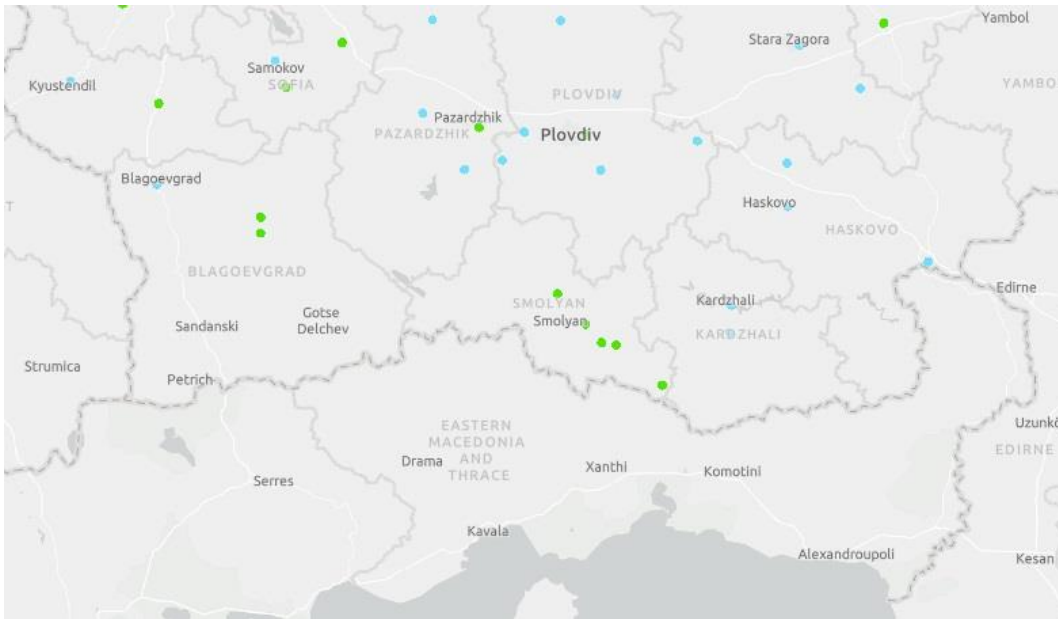 Yambol
Stara Zagora
Samokov
SOFIA
Kyustendil
YAMBO
PLOVDIV
Pazardzhik
PAZARDZHIK
Plovdiv
Blagoevgrad
T
Haskovo
HASKOVO
BLAGOEVGRAD
Edirne
SMOLYAN
Kardzhali
Gotse
Delchev
Smolyan
Sandanski
KARDZHALI
Strumica
Petrich
EASTERN
MACEDONIA
AND
THRACE
Uzunkö
EDIRNE
Drama
Xanthi
Komotini
Serres
Kavala
Alexandroupoli
Kesan